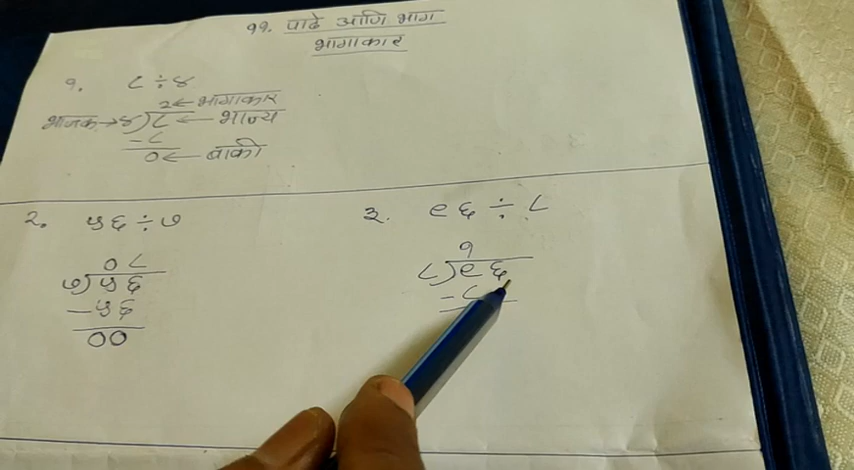 ११. पाढे आणि भाग
भागाकार
१. ८ ÷ ४
२ ← भागाकार
भाजक → ४) ८ ← भाज्य
- ८
० ← बाकी
२. ५६ ÷ ७
०८
७) ५६
- ५६
००
३. ९६ ÷ ८
१
८) ९६
- ८